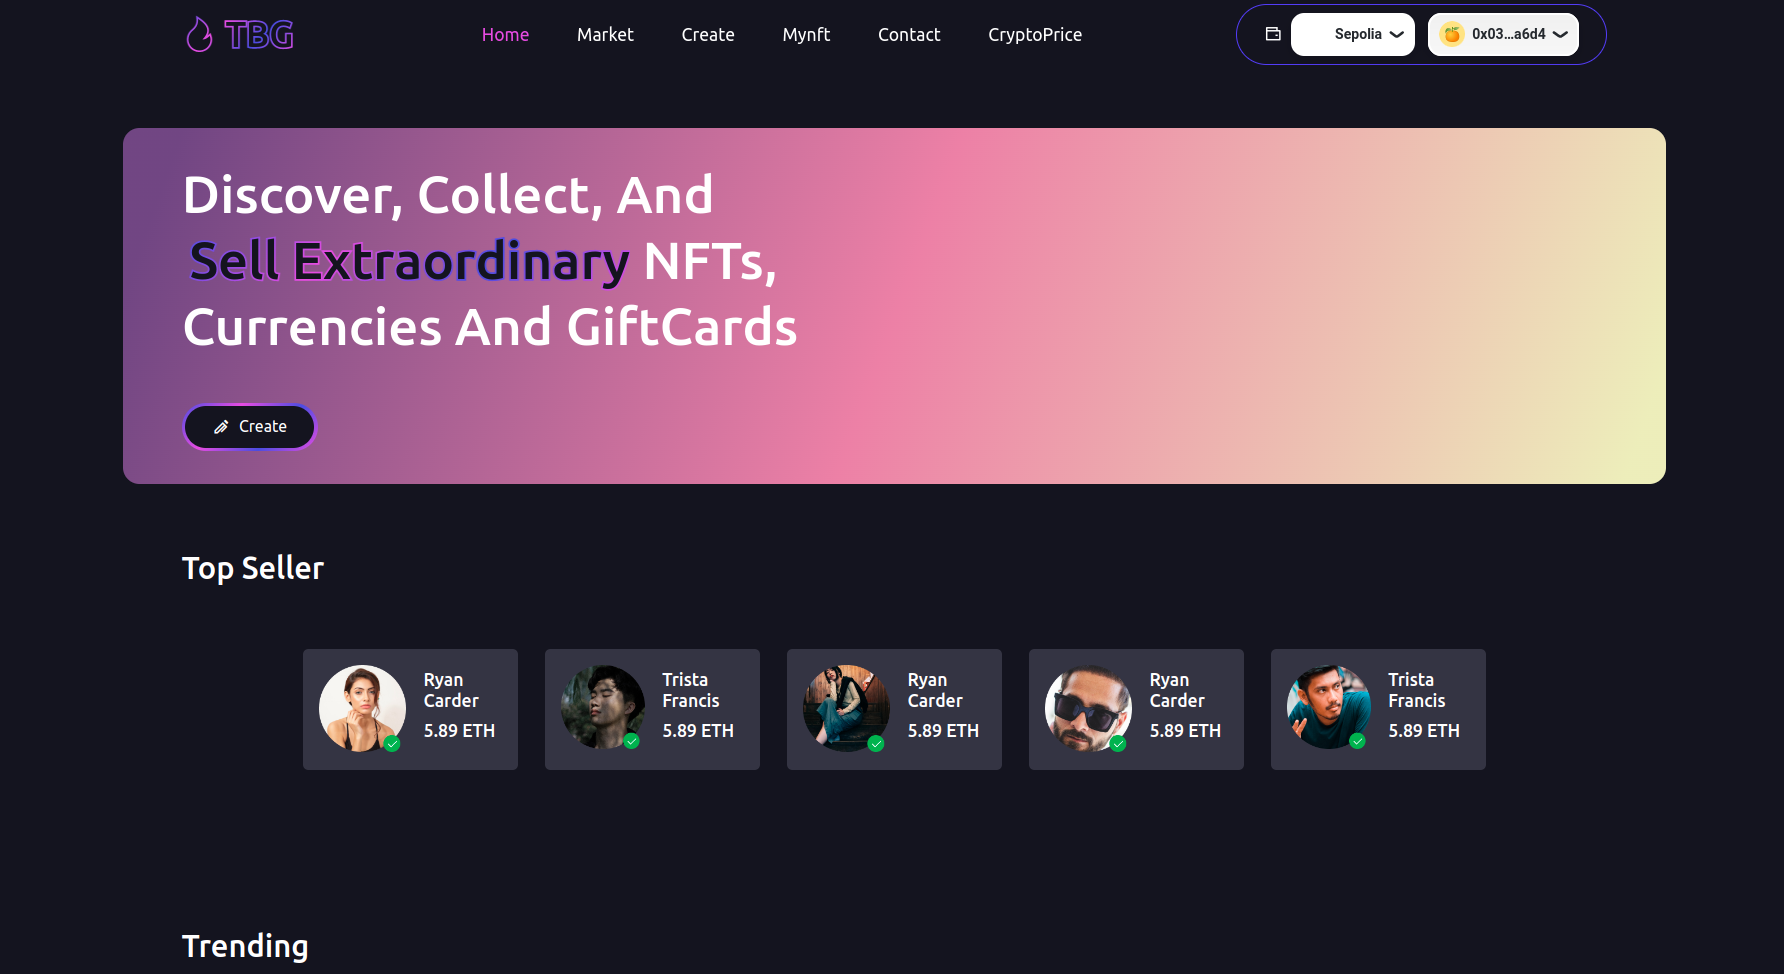 TBG
Home
Market
Create
Mynft
Contact
CryptoPrice
Sepolia
0x03...a6d4
Discover, Collect, And
Sell Extraordinary NFTs,
Currencies And GiftCards
Create
Top Seller
Ryan
Carder
5.89 ETH
Trista
Francis
5.89 ETH
Ryan
Carder
5.89 ETH
Ryan
Carder
5.89 ETH
Trista
Francis
5.89 ETH
Trending